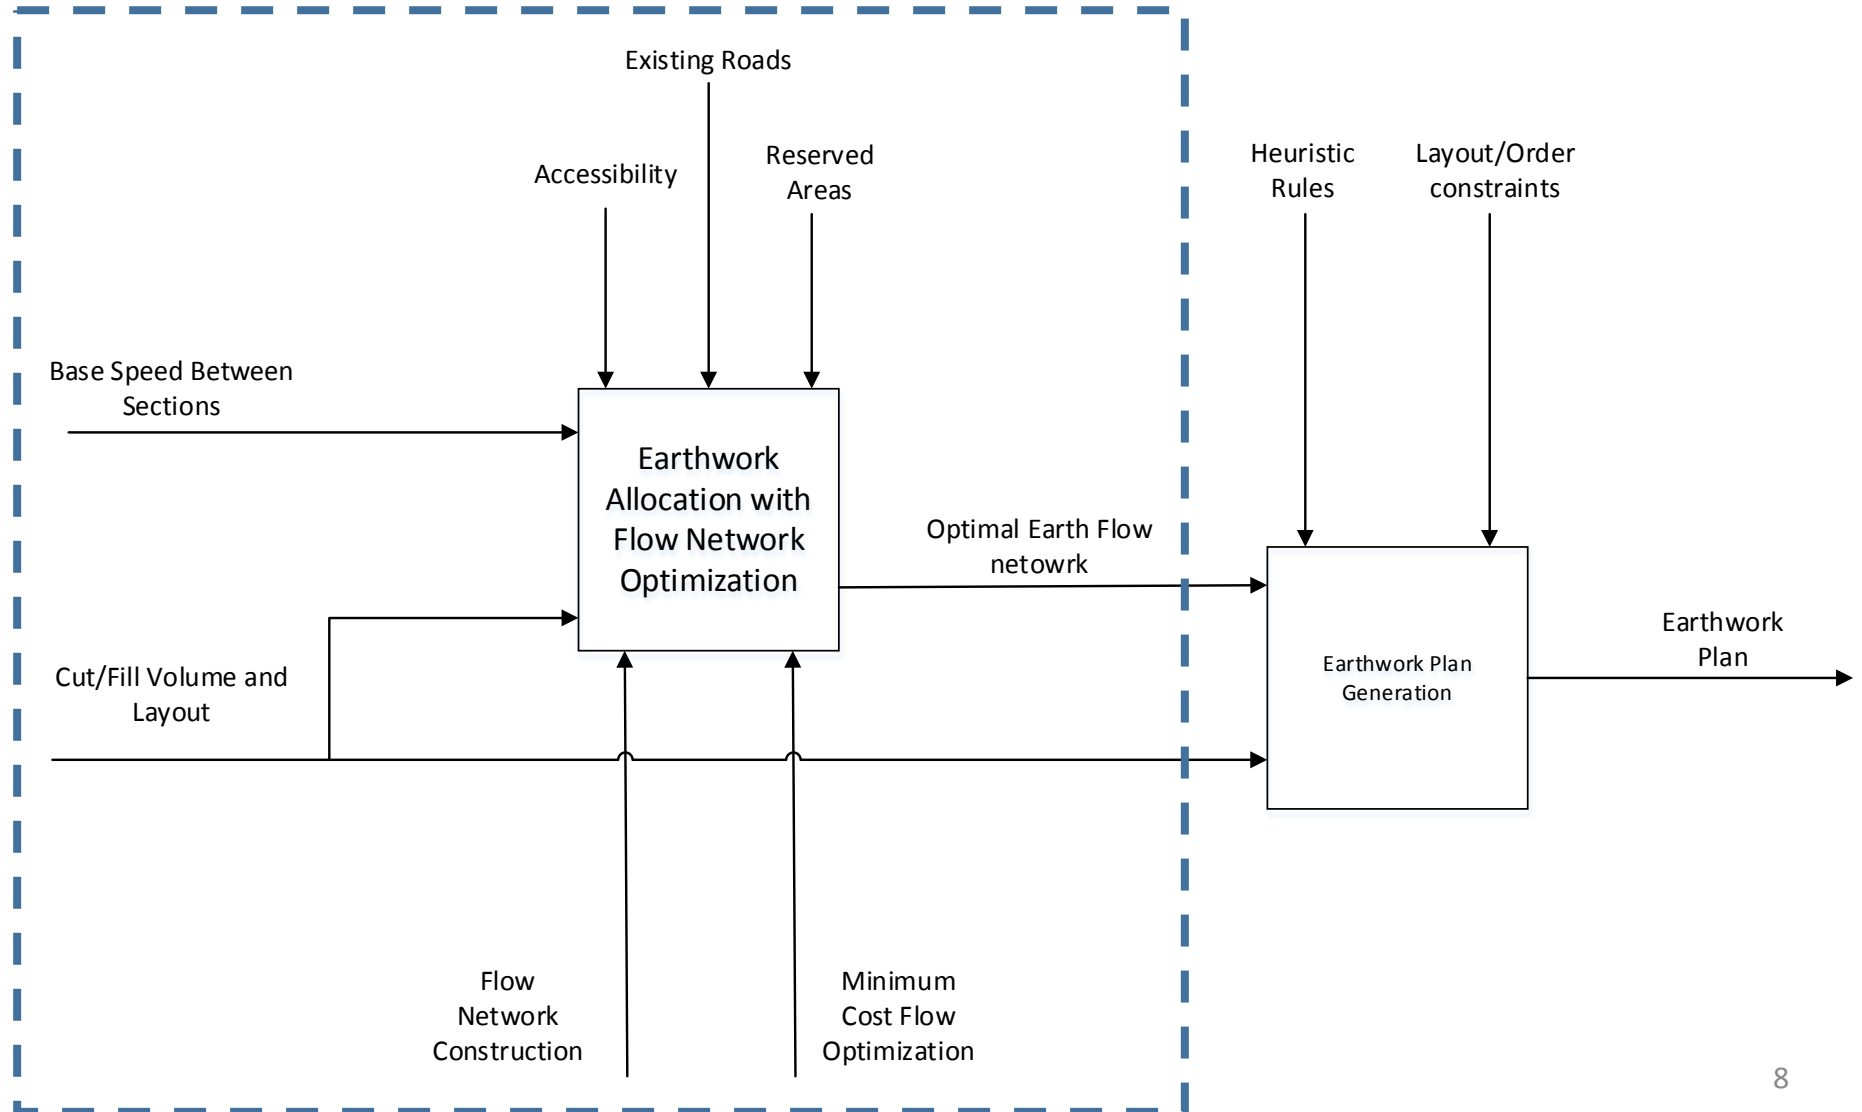 Existing Roads
Accessibility
Reserved
Areas
Heuristic
Rules
Layout/Order
constraints
Base Speed Between
Sections
Earthwork
Allocation with
Flow Network
Optimization
Optimal Earth Flow
netowrk
Cut/Fill Volume and
Layout
Earthwork Plan
Generation
Earthwork
Plan
Flow
Network
Construction
Minimum
Cost Flow
Optimization
8